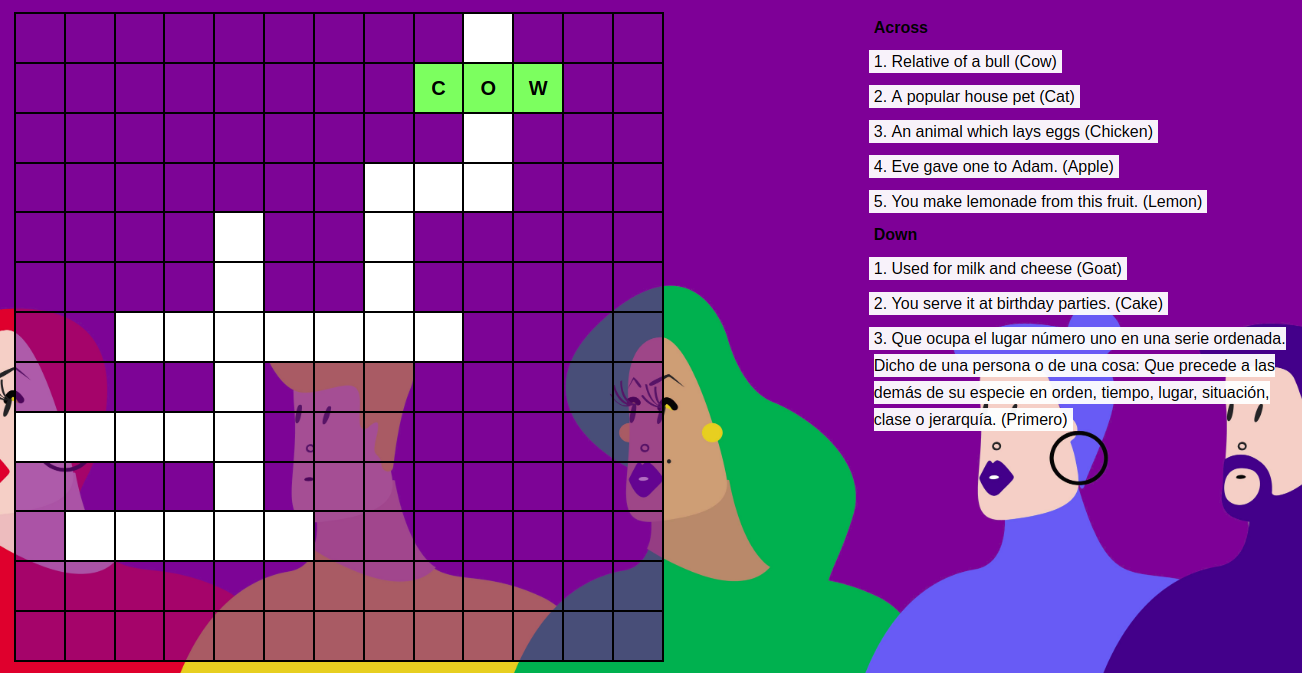 C O W
Across
1. Relative of a bull (Cow)
2. A popular house pet (Cat)
3. An animal which lays eggs (Chicken)
4. Eve gave one to Adam. (Apple)
5. You make lemonade from this fruit. (Lemon)
Down
1. Used for milk and cheese (Goat)
2. You serve it at birthday parties. (Cake)
3. Que ocupa el lugar número uno en una serie ordenada.
Dicho de una persona o de una cosa: Que precede a las
demás de su especie en orden, tiempo, lugar, situación,
clase o jerarquía. (Primero)